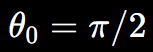 θ₀ = π/2